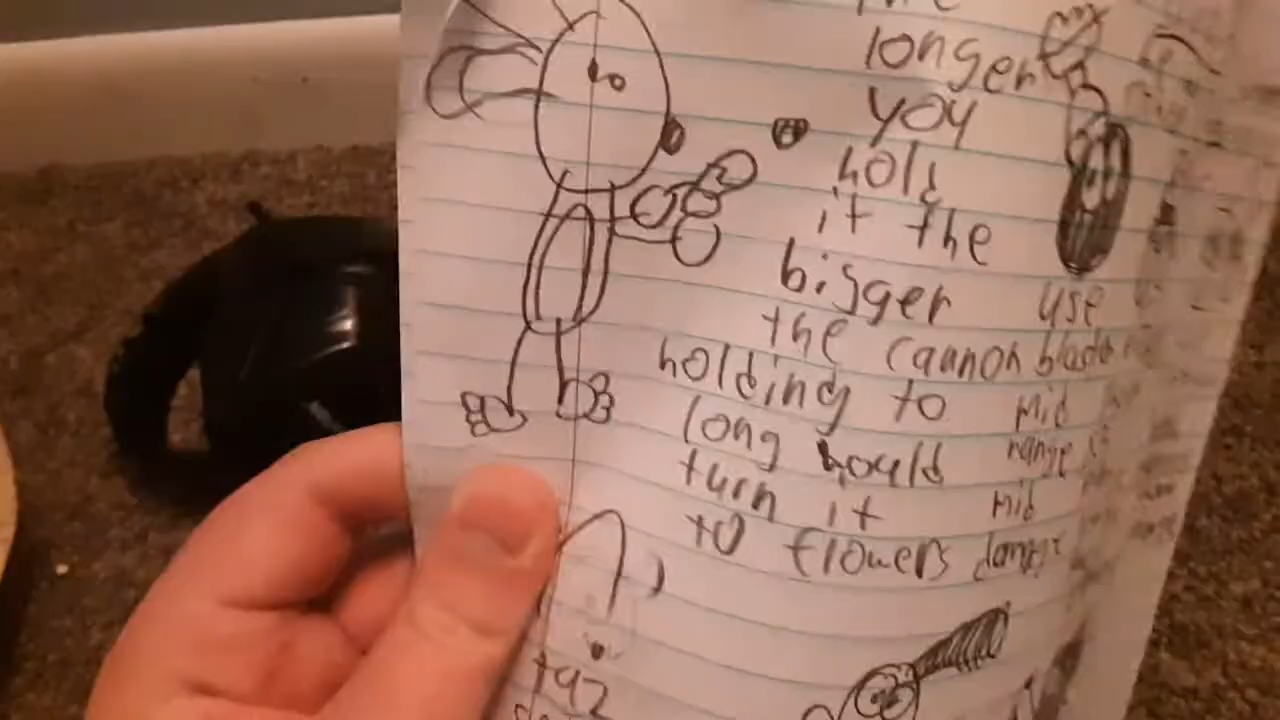 longer
yoy
hold
it the
bigger
the
holding to
long would
turn it
to flowers
use
cannon blade
mid
range
mid
damage